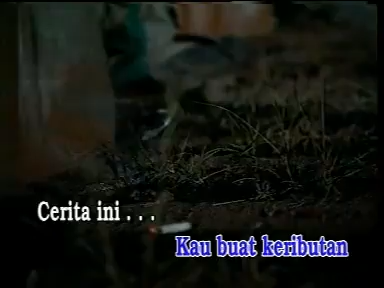 Cerita ini . . .
Kau buat keributan